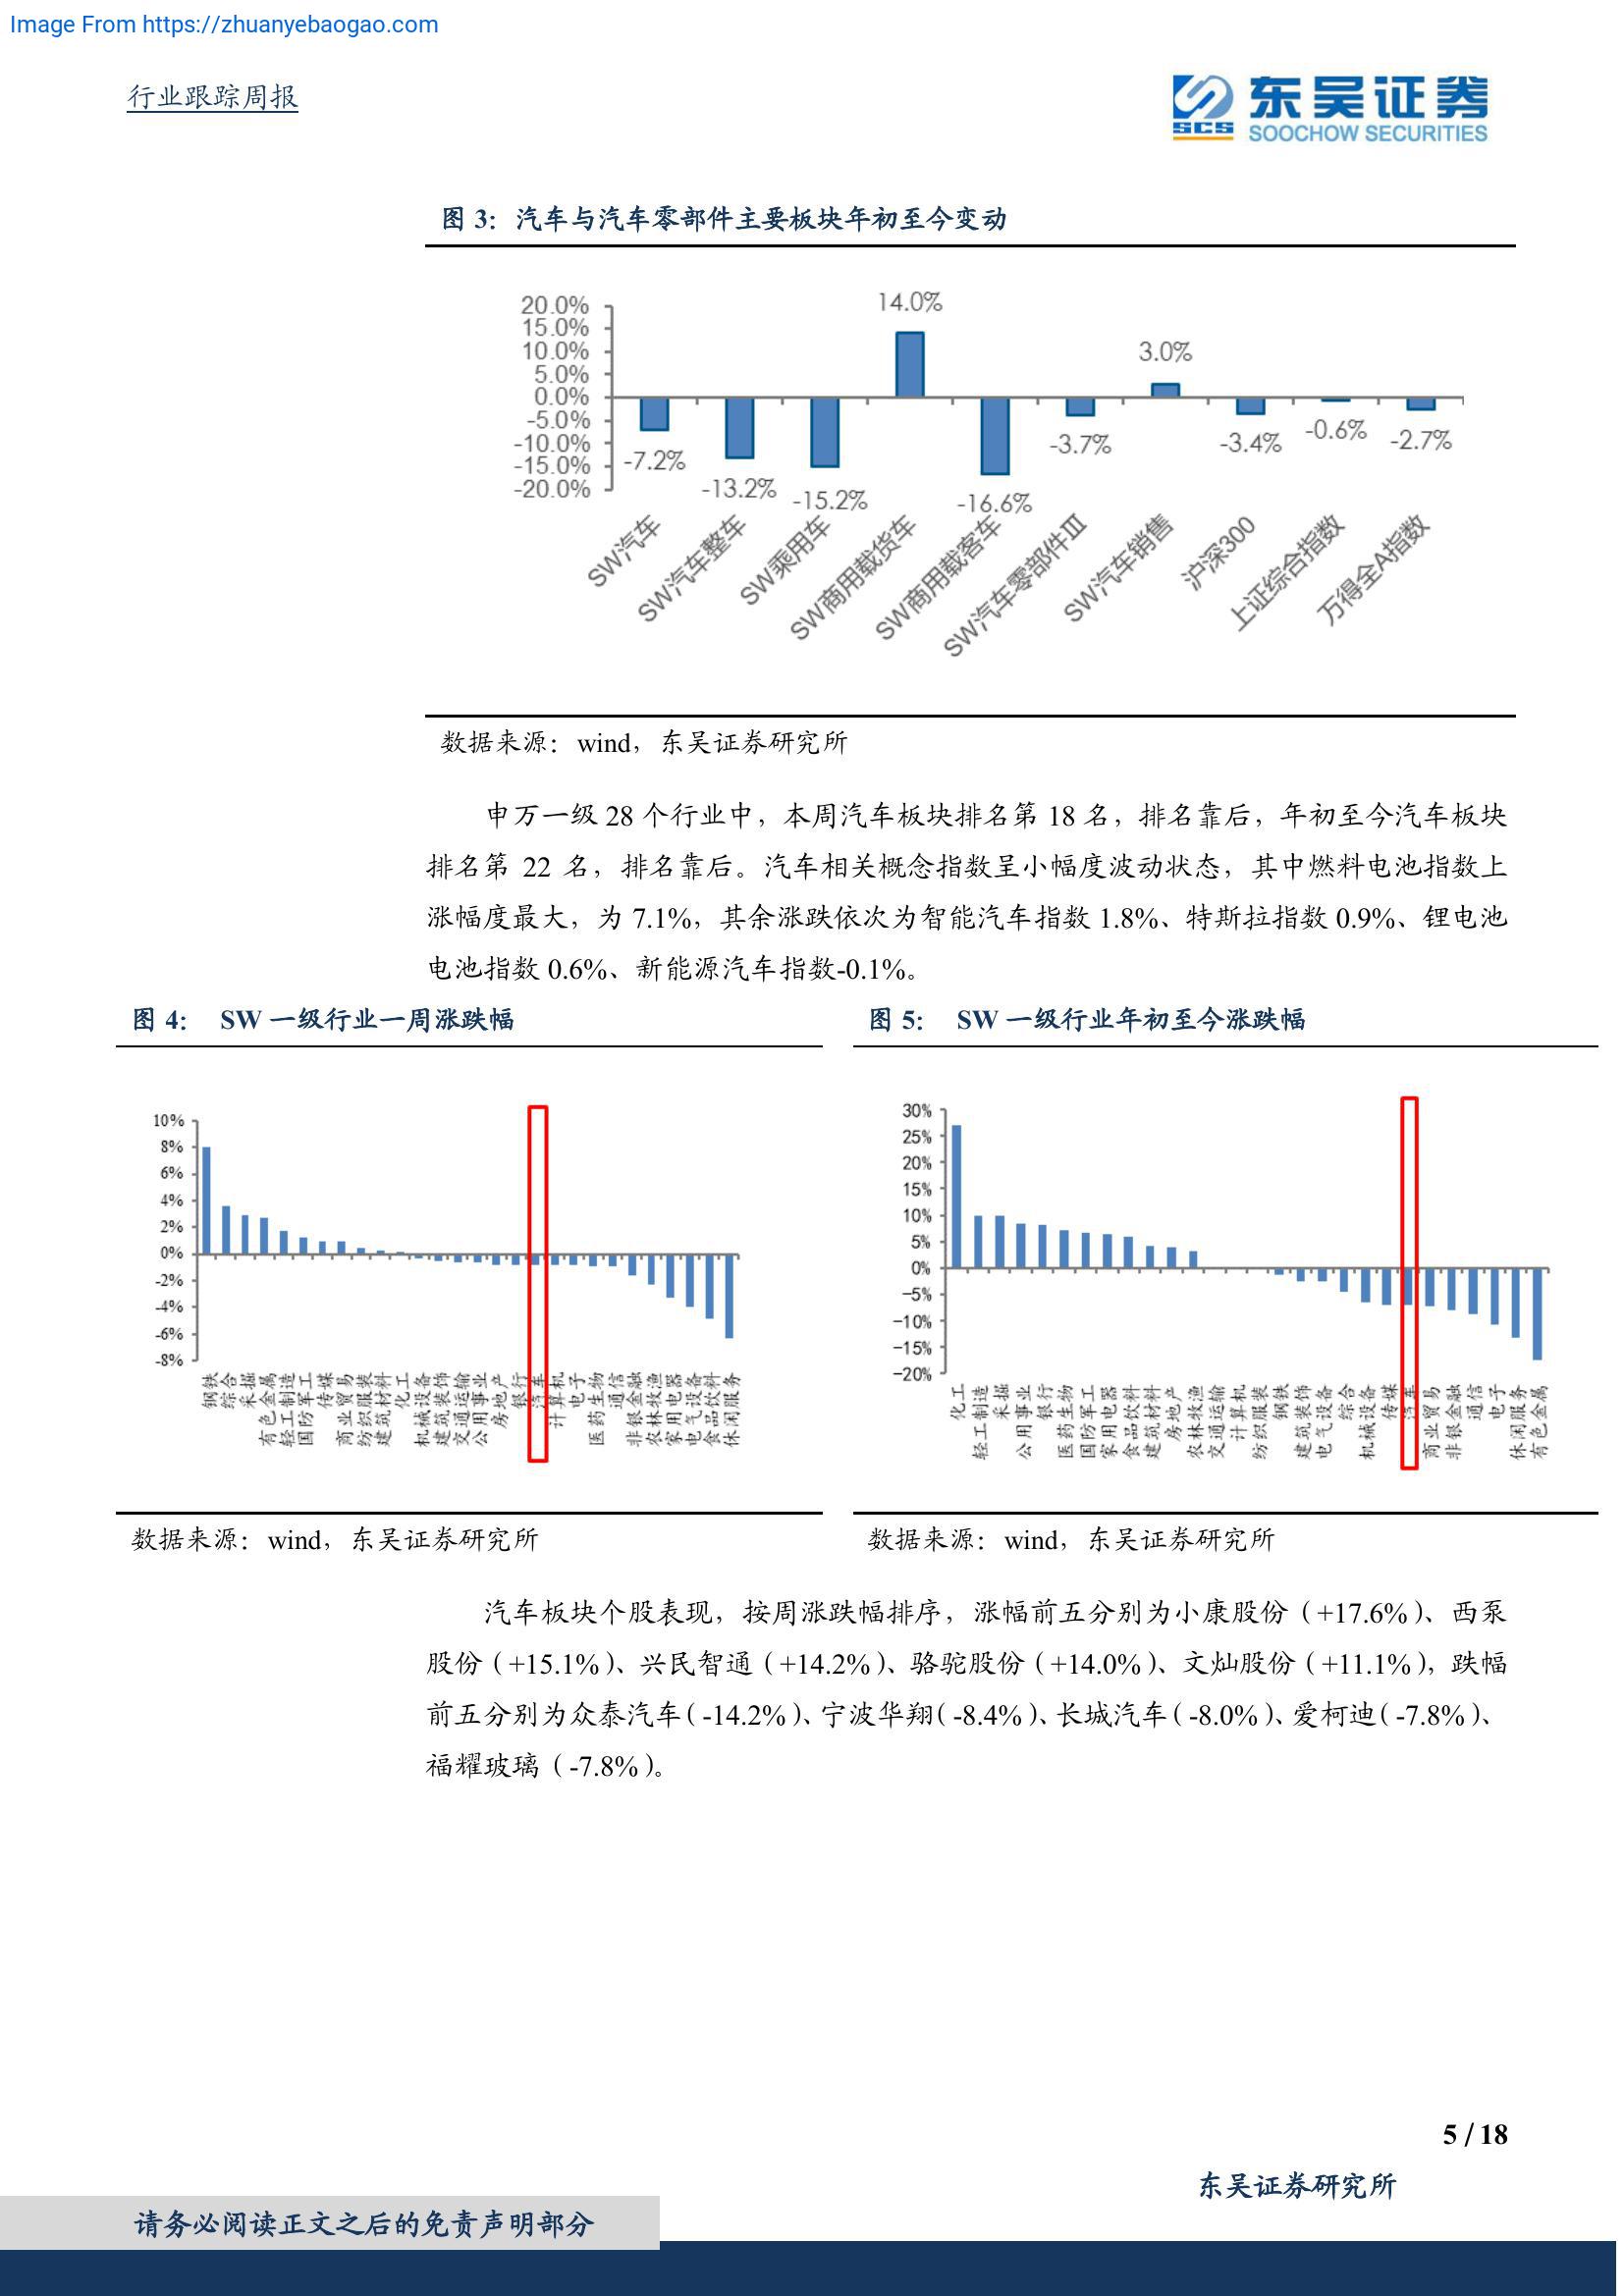 Image From https://zhuanyebaogao.com
行业跟踪周报
东吴证券
SCS
SOOCHOW SECURITIES
图 3：汽车与汽车零部件主要板块年初至今变动
20.0%
15.0%
10.0%
5.0%
0.0%
-5.0%
-10.0%
-15.0%
-20.0%
-7.2%
-13.2%
-15.2%
14.0%
-16.6%
-3.7%
3.0%
-3.4%
-0.6%
-2.7%
SW汽车
SW汽车整车
SW乘用车
SW商用载货车
SW商用载客车
SW汽车零部件III
SW汽车销售
沪深300
上证综合指数
万得全A指数
数据来源：wind，东吴证券研究所
申万一级 28 个行业中，本周汽车板块排名第 18 名，排名靠后，年初至今汽车板块
排名第 22 名，排名靠后。汽车相关概念指数呈小幅度波动状态，其中燃料电池指数上
涨幅度最大，为 7.1%，其余涨跌依次为智能汽车指数 1.8%、特斯拉指数 0.9%、锂电池
电池指数 0.6%、新能源汽车指数-0.1%。
图 4： SW 一级行业一周涨跌幅
10%
8%
6%
4%
2%
0%
-2%
-4%
-6%
-8%
钢铁
综合
采掘
有色金属
轻工制造
国防军工
传媒
商业贸易
纺织服装
建筑材料
化工
机械设备
建筑装饰
交通运输
公用事业
房地产
银行
汽车
计算机
电子
医药生物
通信
非银金融
农林牧渔
家用电器
电气设备
食品饮料
休闲服务
数据来源：wind，东吴证券研究所
图 5： SW 一级行业年初至今涨跌幅
30%
25%
20%
15%
10%
5%
0%
-5%
-10%
-15%
-20%
化工
轻工制造
采掘
公用事业
银行
医药生物
国防军工
家用电器
食品饮料
建筑材料
房地产
农林牧渔
交通运输
计算机
纺织服装
钢铁
建筑装饰
电气设备
综合
机械设备
传媒
汽车
商业贸易
非银金融
通信
电子
休闲服务
有色金属
数据来源：wind，东吴证券研究所
汽车板块个股表现，按周涨跌幅排序，涨幅前五分别为小康股份（+17.6%）、西泵
股份（+15.1%）、兴民智通（+14.2%）、骆驼股份（+14.0%）、文灿股份（+11.1%），跌幅
前五分别为众泰汽车（-14.2%）、宁波华翔（-8.4%）、长城汽车（-8.0%）、爱柯迪（-7.8%）、
福耀玻璃（-7.8%）。
5 / 18
东吴证券研究所
请务必阅读正文之后的免责声明部分